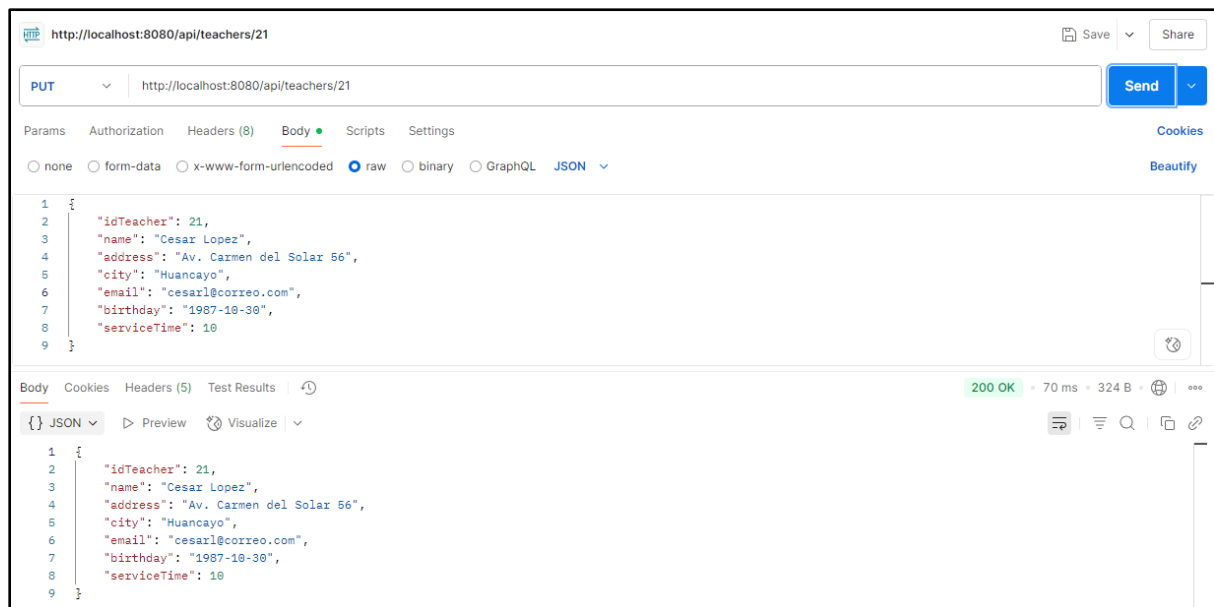 HTTP http://localhost:8080/api/teachers/21 Save Share
PUT http://localhost:8080/api/teachers/21 Send
Params Authorization Headers (8) Body Scripts Settings Cookies
none form-data x-www-form-urlencoded raw binary GraphQL JSON Beautify
1 {
2 "idTeacher": 21,
3 "name": "Cesar Lopez",
4 "address": "Av. Carmen del Solar 56",
5 "city": "Huancayo",
6 "email": "cesarl@correo.com",
7 "birthday": "1987-10-30",
8 "serviceTime": 10
9 }
Body Cookies Headers (5) Test Results 200 OK • 70 ms • 324 B •
{} JSON Preview Visualize
1 {
2 "idTeacher": 21,
3 "name": "Cesar Lopez",
4 "address": "Av. Carmen del Solar 56",
5 "city": "Huancayo",
6 "email": "cesarl@correo.com",
7 "birthday": "1987-10-30",
8 "serviceTime": 10
9 }